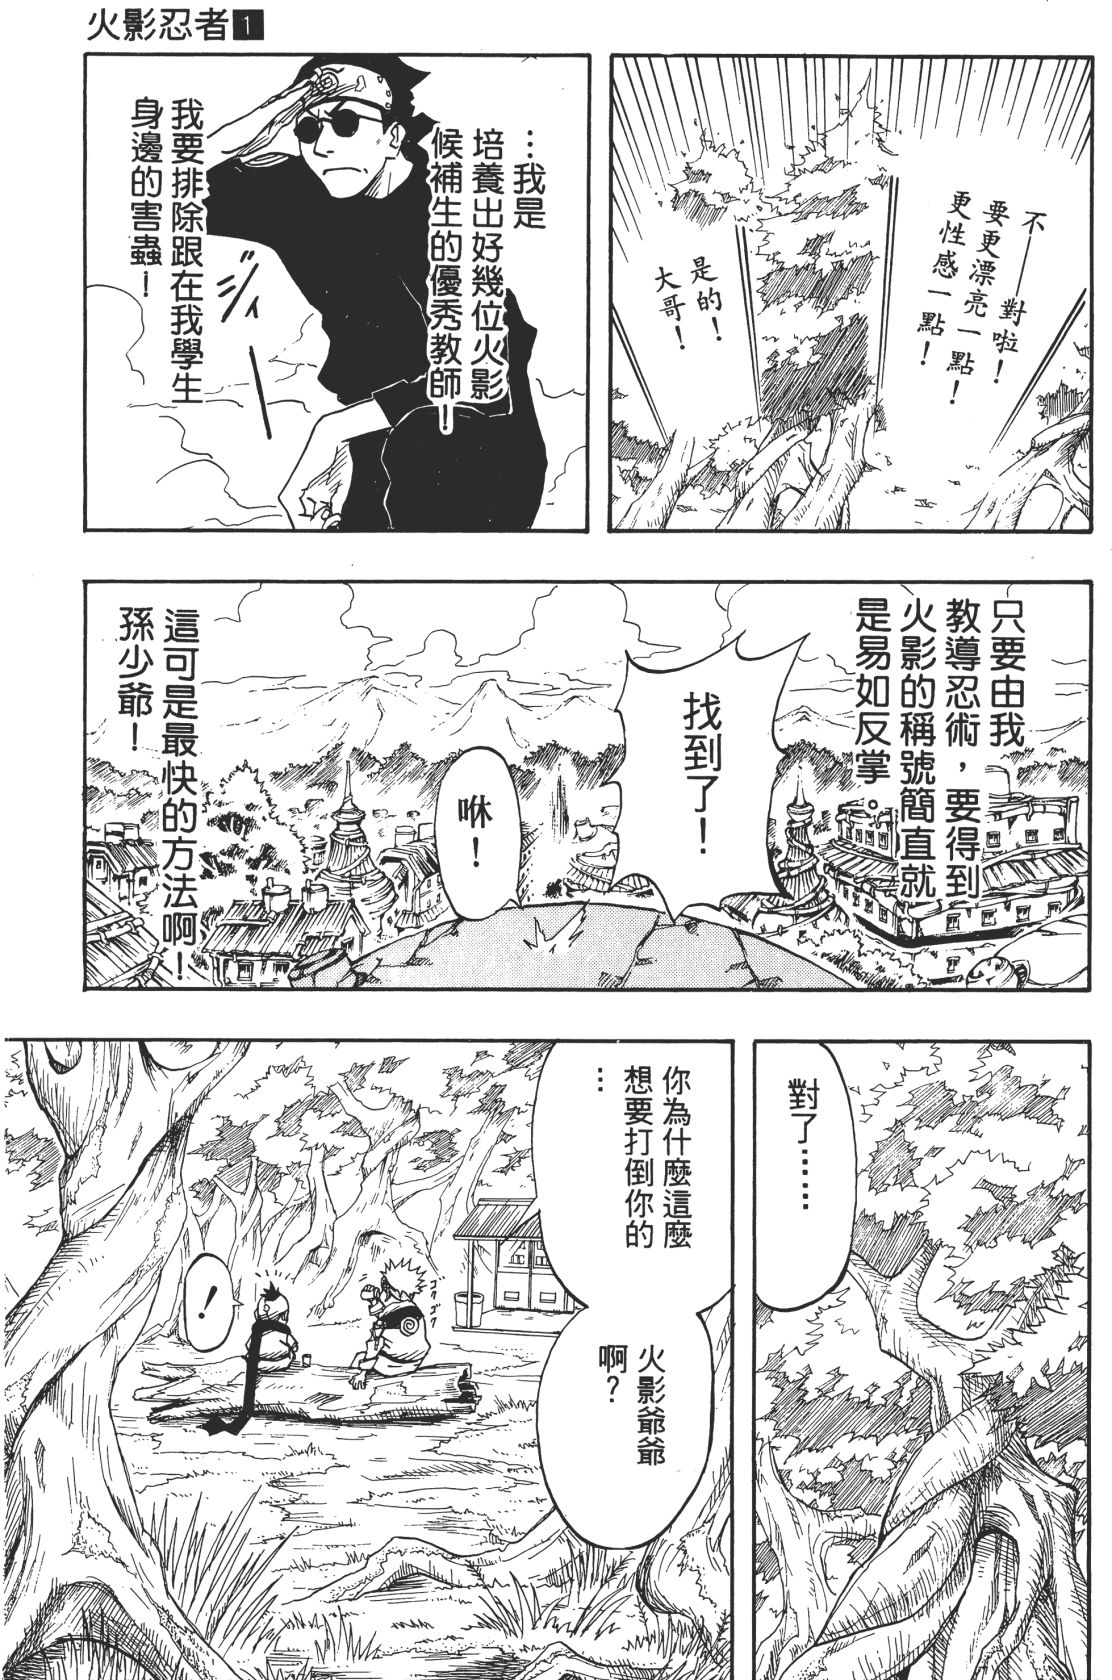 火影忍者1
不——對啦！
要更漂亮一點！
更性感一點！
是的！
大哥！
…我是
培養出好幾位火影
候補生的優秀教師！
我要排除跟在我學生
身邊的害蟲！
ジィ
只要由我
教導忍術，要得到
火影的稱號簡直就
是易如反掌。
找到了！
咻！
這可是最快的方法啊！
孫少爺！
對了……
你為什麼這麼
想要打倒你的
…
火影爺爺
啊？
ゴクゴク
！